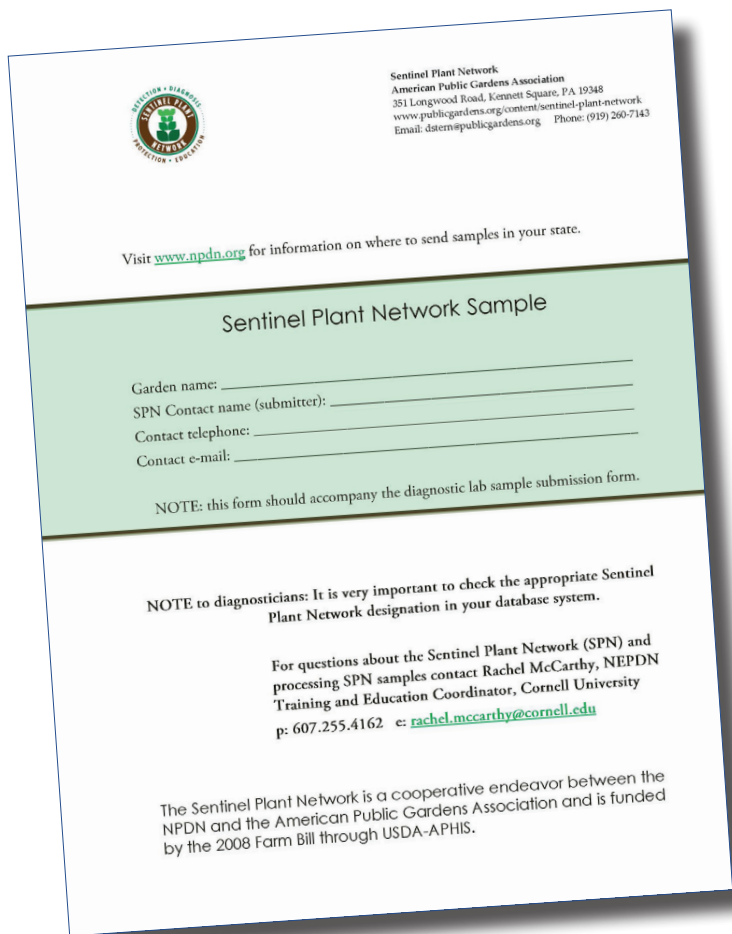 DETECTION • DIAGNOSIS
SENTINEL PLANT
NETWORK
PROTECTION • EDUCATION
Sentinel Plant Network
American Public Gardens Association
351 Longwood Road, Kennett Square, PA 19348
www.publicgardens.org/content/sentinel-plant-network
Email: dstern@publicgardens.org Phone: (919) 260-7143
Visit www.npdn.org for information on where to send samples in your state.
Sentinel Plant Network Sample
Garden name:
SPN Contact name (submitter):
Contact telephone:
Contact e-mail:
NOTE: this form should accompany the diagnostic lab sample submission form.
NOTE to diagnosticians: It is very important to check the appropriate Sentinel
Plant Network designation in your database system.
For questions about the Sentinel Plant Network (SPN) and
processing SPN samples contact Rachel McCarthy, NEPDN
Training and Education Coordinator, Cornell University
p: 607.255.4162 e: rachel.mccarthy@cornell.edu
The Sentinel Plant Network is a cooperative endeavor between the
NPDN and the American Public Gardens Association and is funded
by the 2008 Farm Bill through USDA-APHIS.